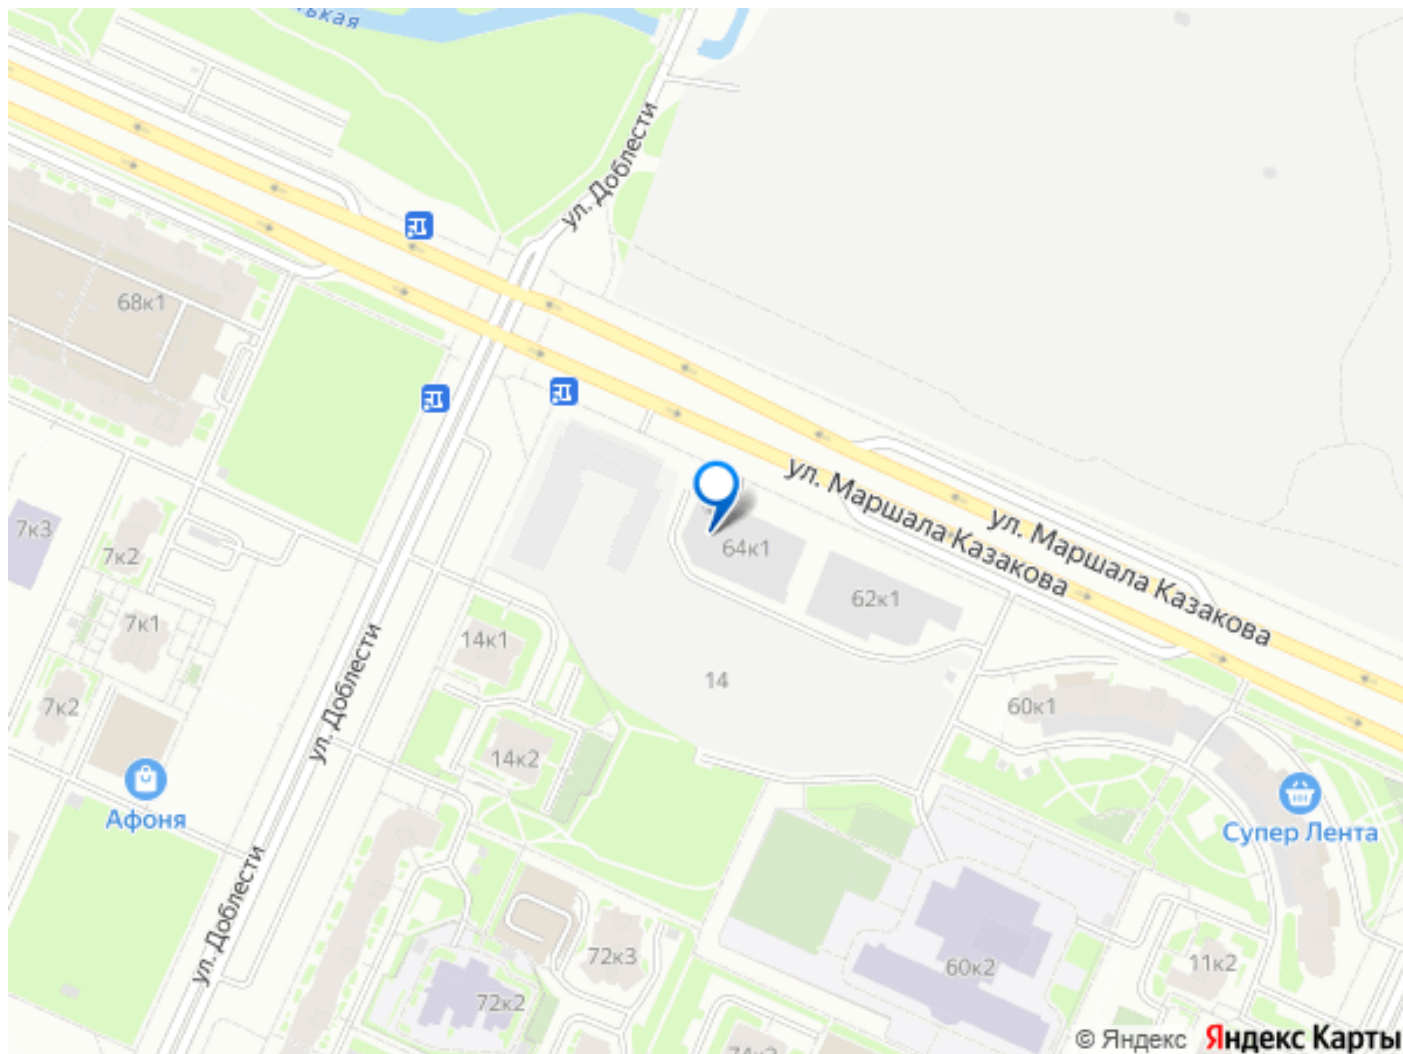 ул. Доблести
68к1
ул. Маршала Казакова
ул. Маршала Казакова
7к3
7к2
64к1
62к1
7к1
14к1
14
7к2
60к1
ул. Доблести
14к2
Афоня
Супер Лента
ул. Доблести
72к3
60к2
11к2
72к2
© Яндекс Яндекс Карты